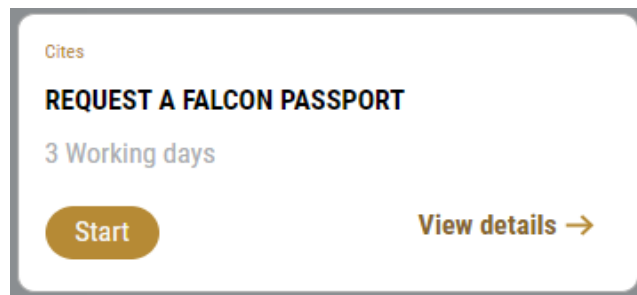 Cites
REQUEST A FALCON PASSPORT
3 Working days
Start
View details →